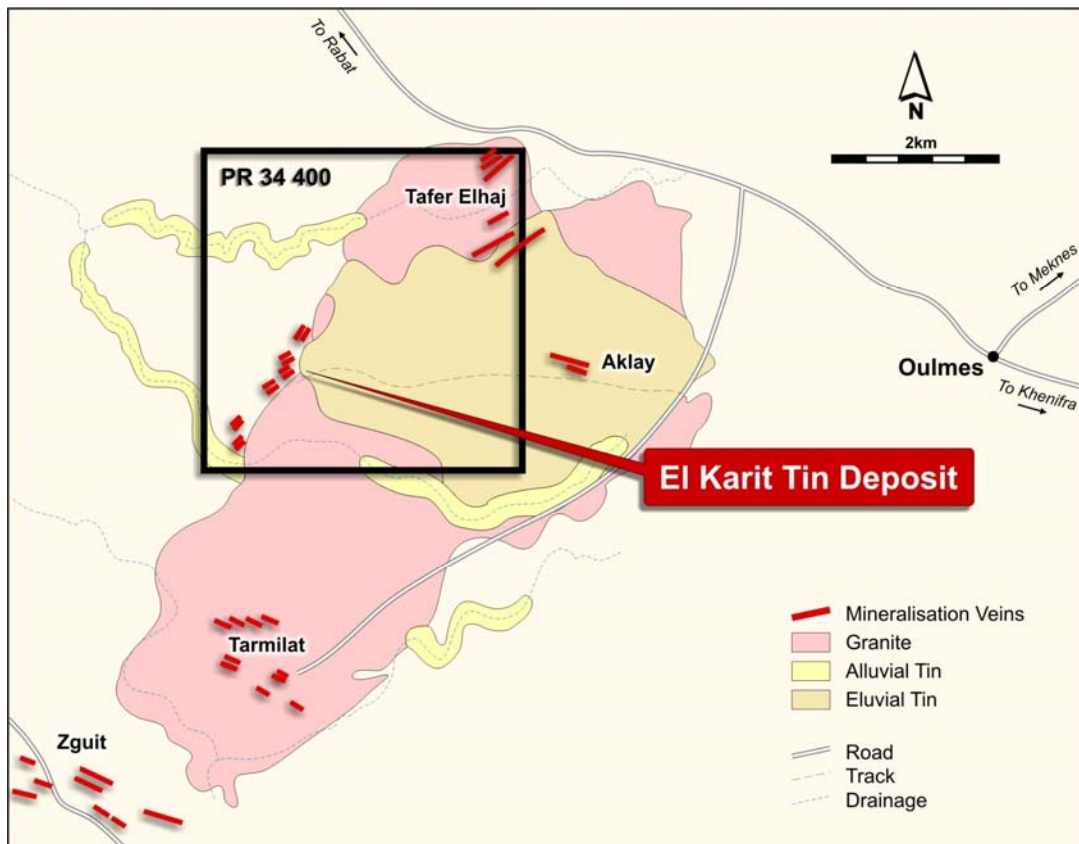 To Rabat
N
2km
PR 34 400
Tafer Elhaj
To Meknes
Aklay
Oulmes
To Khenifra
El Karit Tin Deposit
Mineralisation Veins
Granite
Alluvial Tin
Eluvial Tin
Tarmilat
Zguit
Road
Track
Drainage